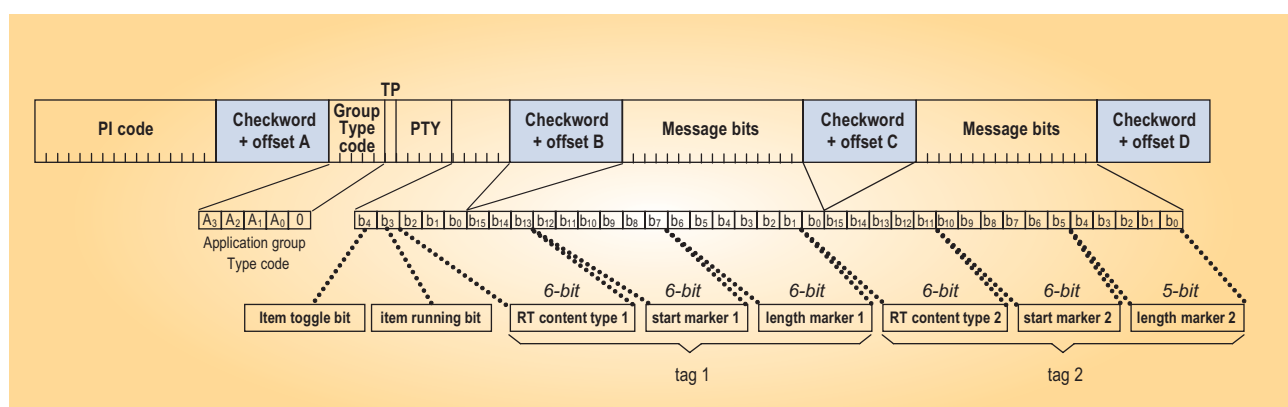 TP
PI code
Checkword
+ offset A
Group
Type
code
PTY
Checkword
+ offset B
Message bits
Checkword
+ offset C
Message bits
Checkword
+ offset D
A3 A2 A1 A0 0
b4 b3 b2 b1 b0 b15 b14 b13 b12 b11 b10 b9 b8 b7 b6 b5 b4 b3 b2 b1 b0 b15 b14 b13 b12 b11 b10 b9 b8 b7 b6 b5 b4 b3 b2 b1 b0
Application group
Type code
6-bit 6-bit 6-bit 6-bit 6-bit 5-bit
Item toggle bit
item running bit
RT content type 1
start marker 1
length marker 1
RT content type 2
start marker 2
length marker 2
tag 1
tag 2